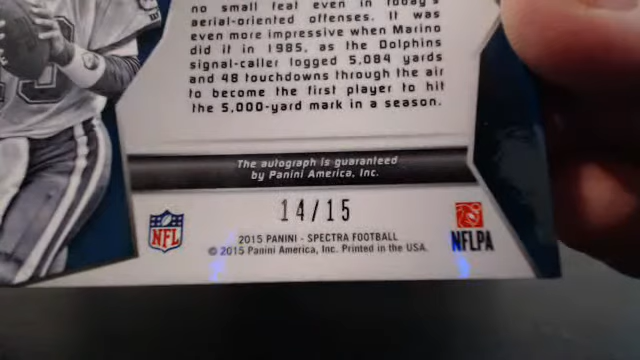 no small feat even in today's
aerial-oriented offenses. It was
even more impressive when Marino
did it in 1985, as the Dolphins
signal-caller logged 5,084 yards
and 48 touchdowns through the air
to become the first player to hit
the 5,000-yard mark in a season.
The autograph is guaranteed
by Panini America, Inc.
14/15
NFL
NFLPA
2015 PANINI - SPECTRA FOOTBALL
© 2015 Panini America, Inc. Printed in the USA.